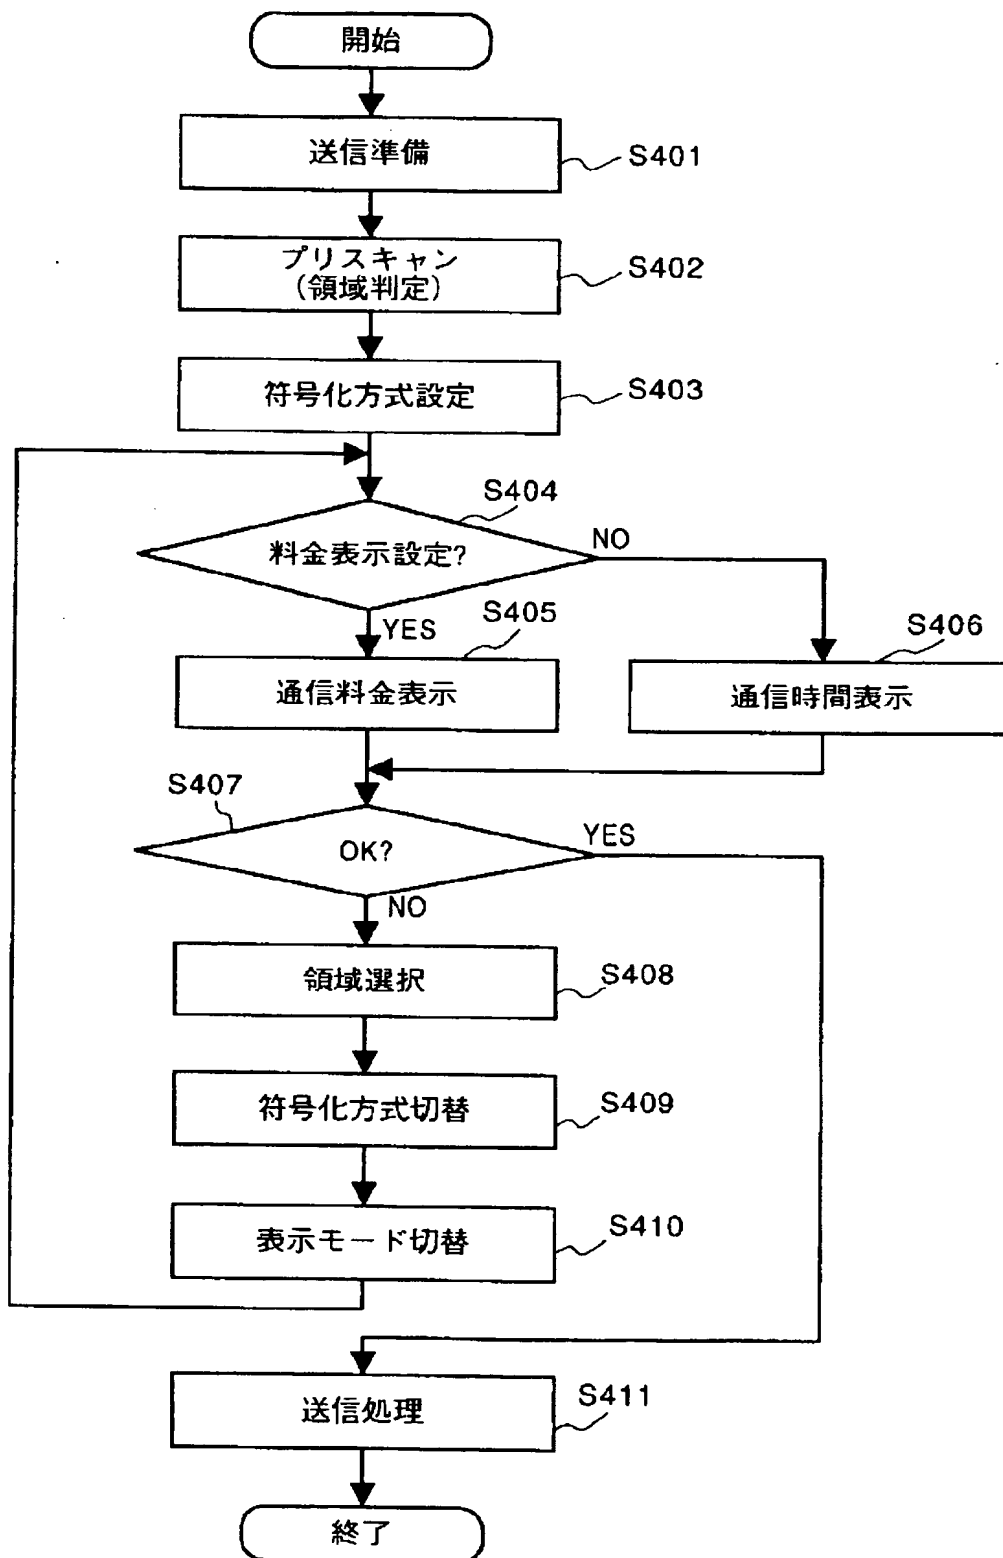 開始
送信準備
S401
プリスキャン
(領域判定)
S402
符号化方式設定
S403
S404
料金表示設定?
NO
YES
S405
通信料金表示
S406
通信時間表示
S407
OK?
YES
NO
領域選択
S408
符号化方式切替
S409
表示モード切替
S410
送信処理
S411
終了